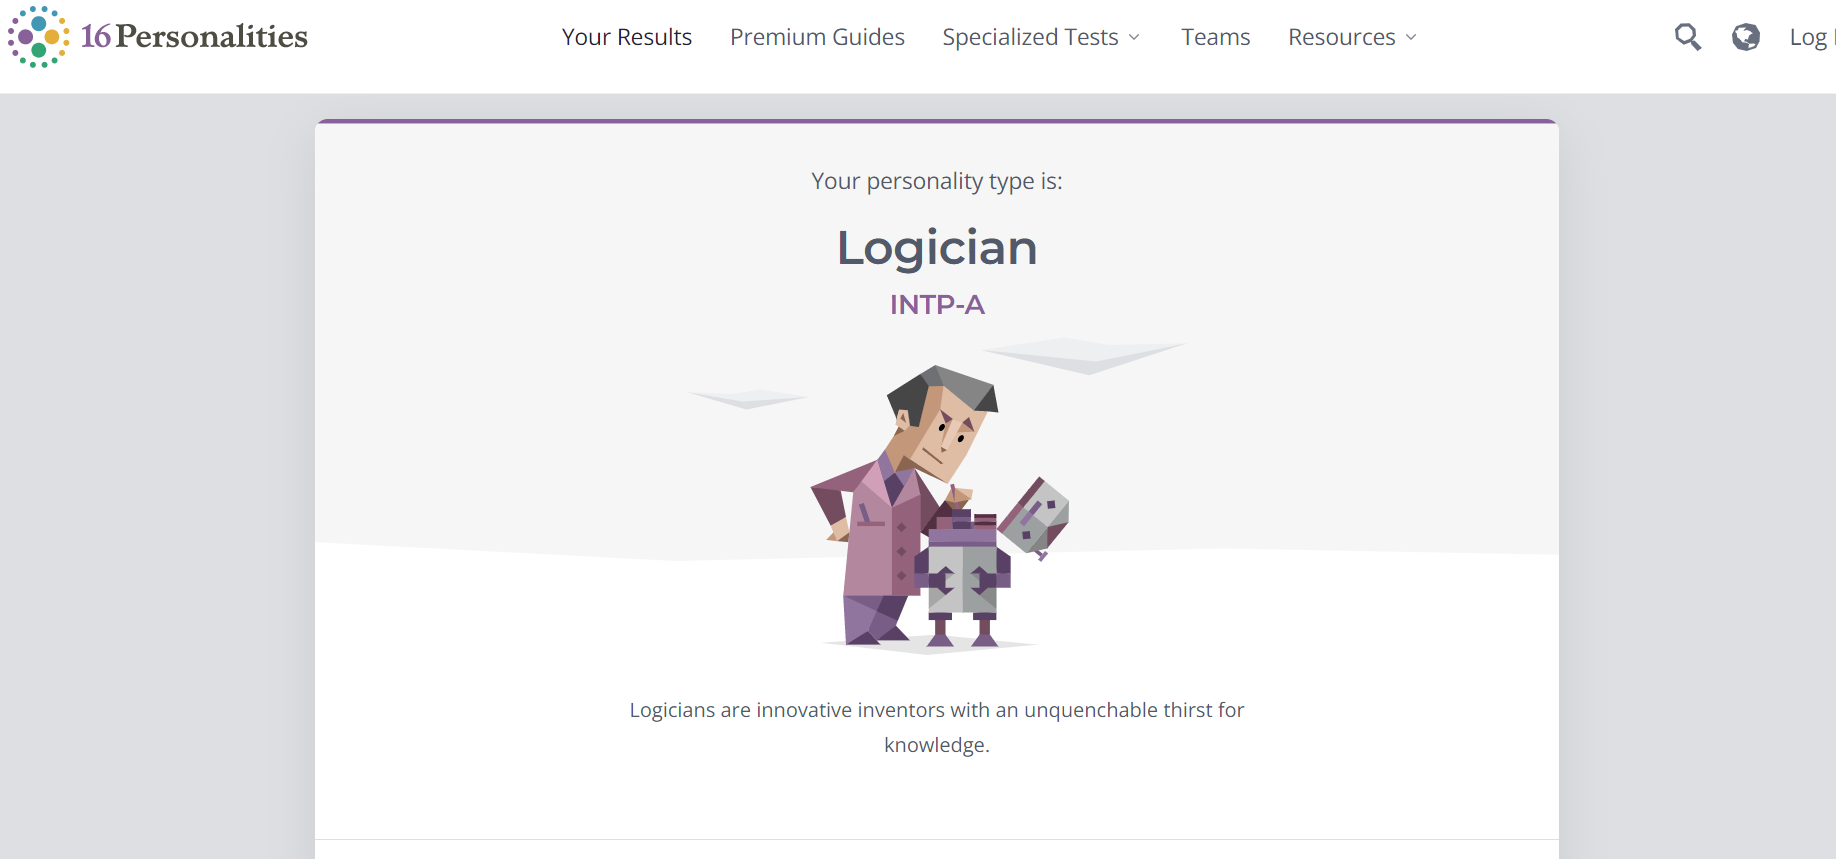 16Personalities
Your Results
Premium Guides
Specialized Tests
Teams
Resources
Log
Your personality type is:
Logician
INTP-A
Logicians are innovative inventors with an unquenchable thirst for
knowledge.